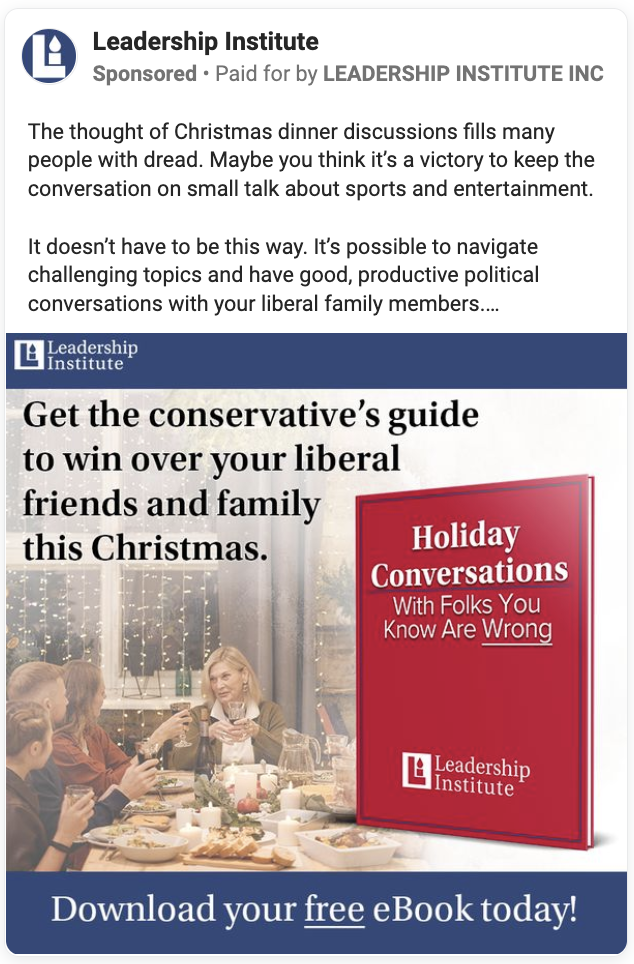 Leadership Institute
Sponsored • Paid for by LEADERSHIP INSTITUTE INC
The thought of Christmas dinner discussions fills many
people with dread. Maybe you think it’s a victory to keep the
conversation on small talk about sports and entertainment.
It doesn’t have to be this way. It’s possible to navigate
challenging topics and have good, productive political
conversations with your liberal family members....
Leadership
Institute
Get the conservative’s guide
to win over your liberal
friends and family
this Christmas.
Holiday
Conversations
With Folks You
Know Are Wrong
Leadership
Institute
Download your free eBook today!